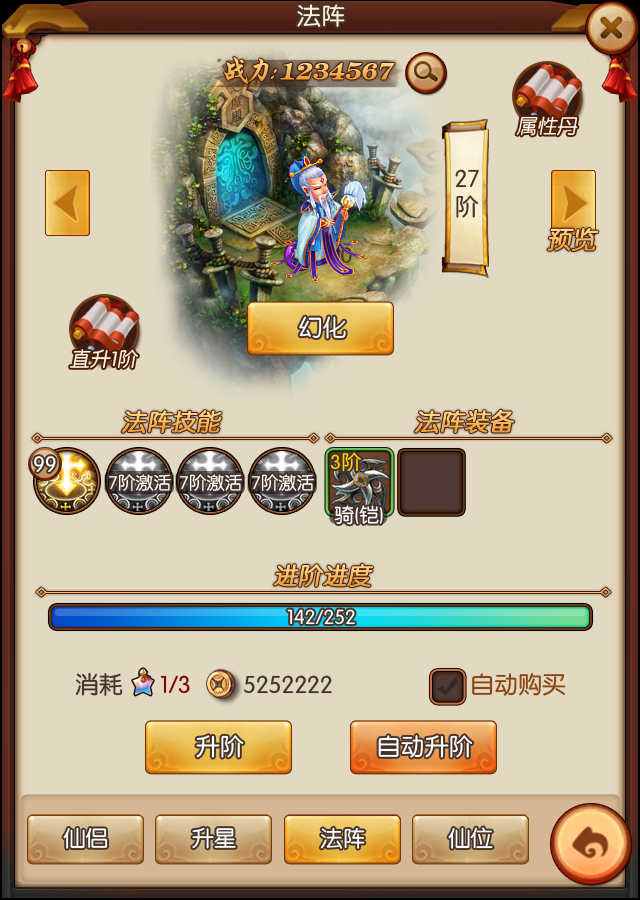 法阵
战力:1234567
属性丹
27
阶
预览
幻化
直升1阶
法阵技能
法阵装备
99
7阶激活
7阶激活
7阶激活
3阶
骑(铠)
进阶进度
142/252
消耗 1/3 5252222 自动购买
升阶 自动升阶
仙侣 升星 法阵 仙位